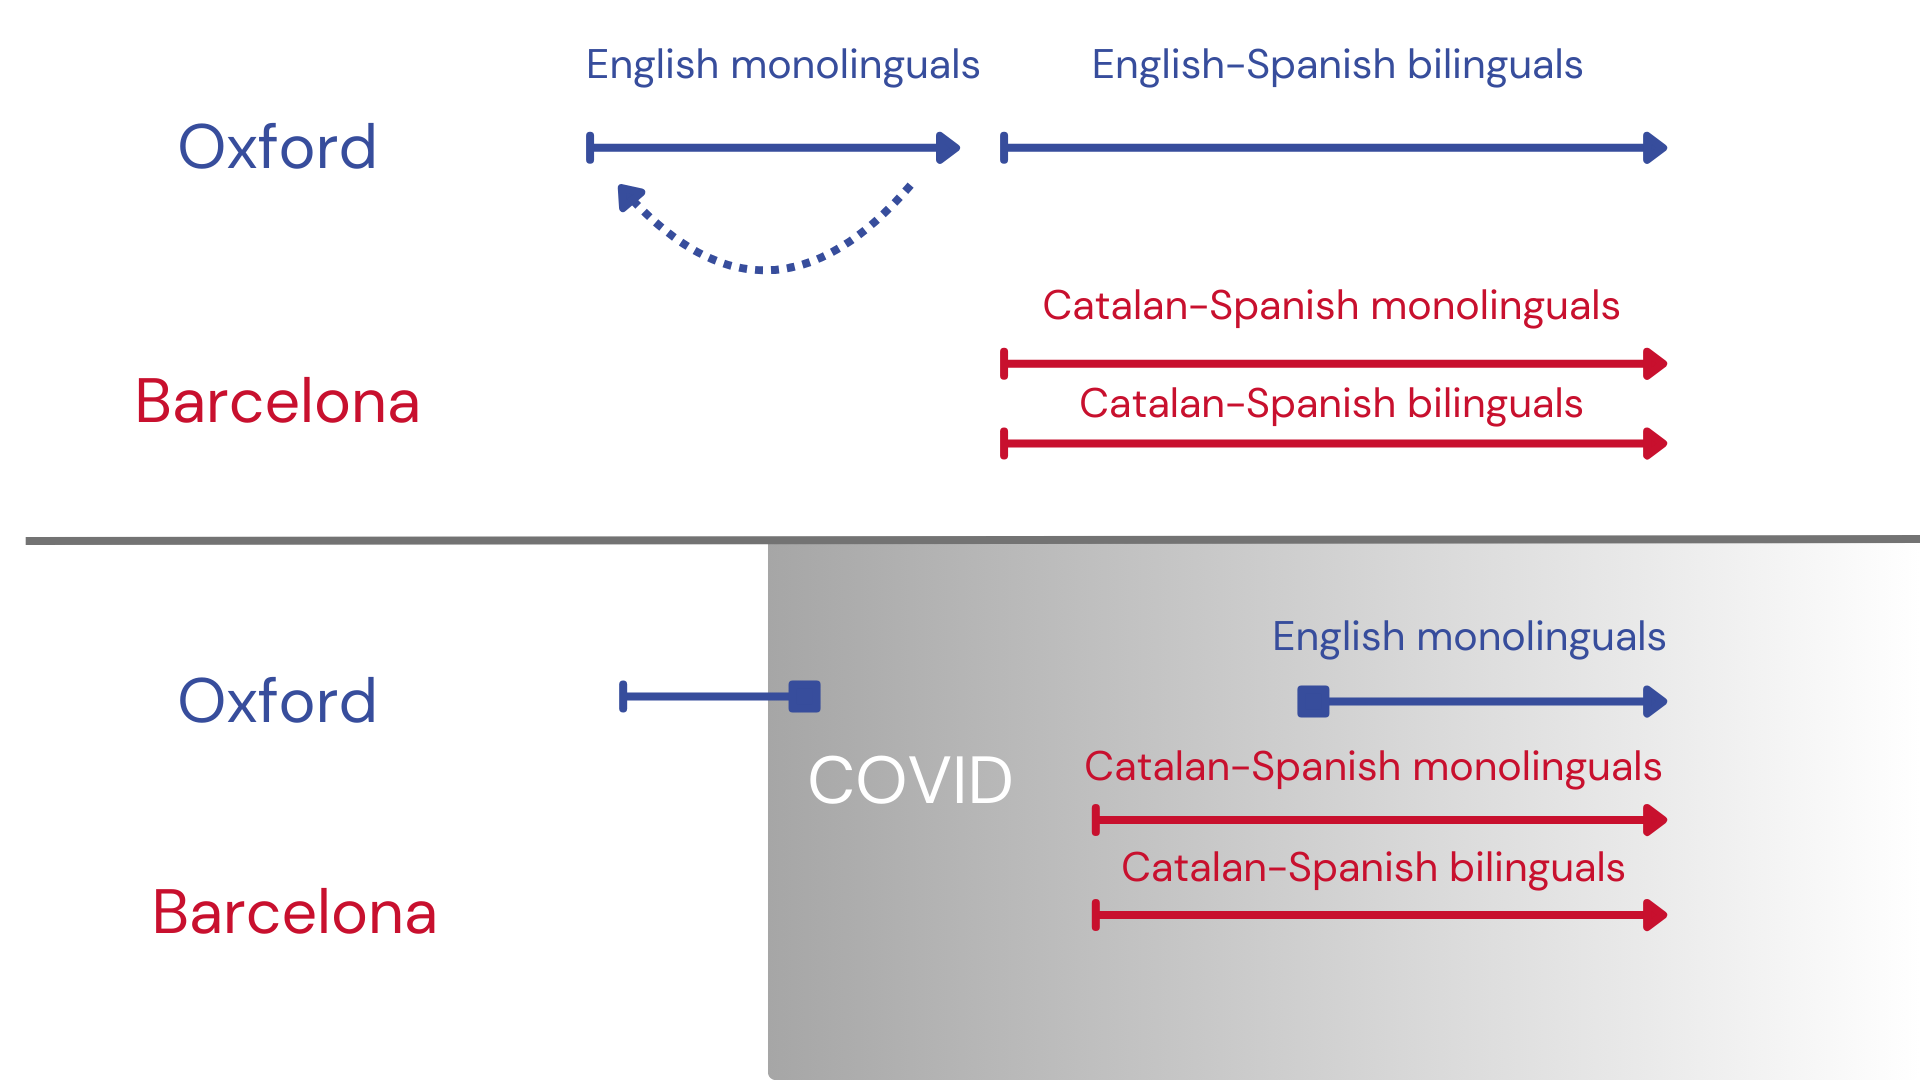 English monolinguals
English-Spanish bilinguals
Oxford
Catalan-Spanish monolinguals
Barcelona
Catalan-Spanish bilinguals
English monolinguals
Oxford
COVID
Catalan-Spanish monolinguals
Catalan-Spanish bilinguals
Barcelona